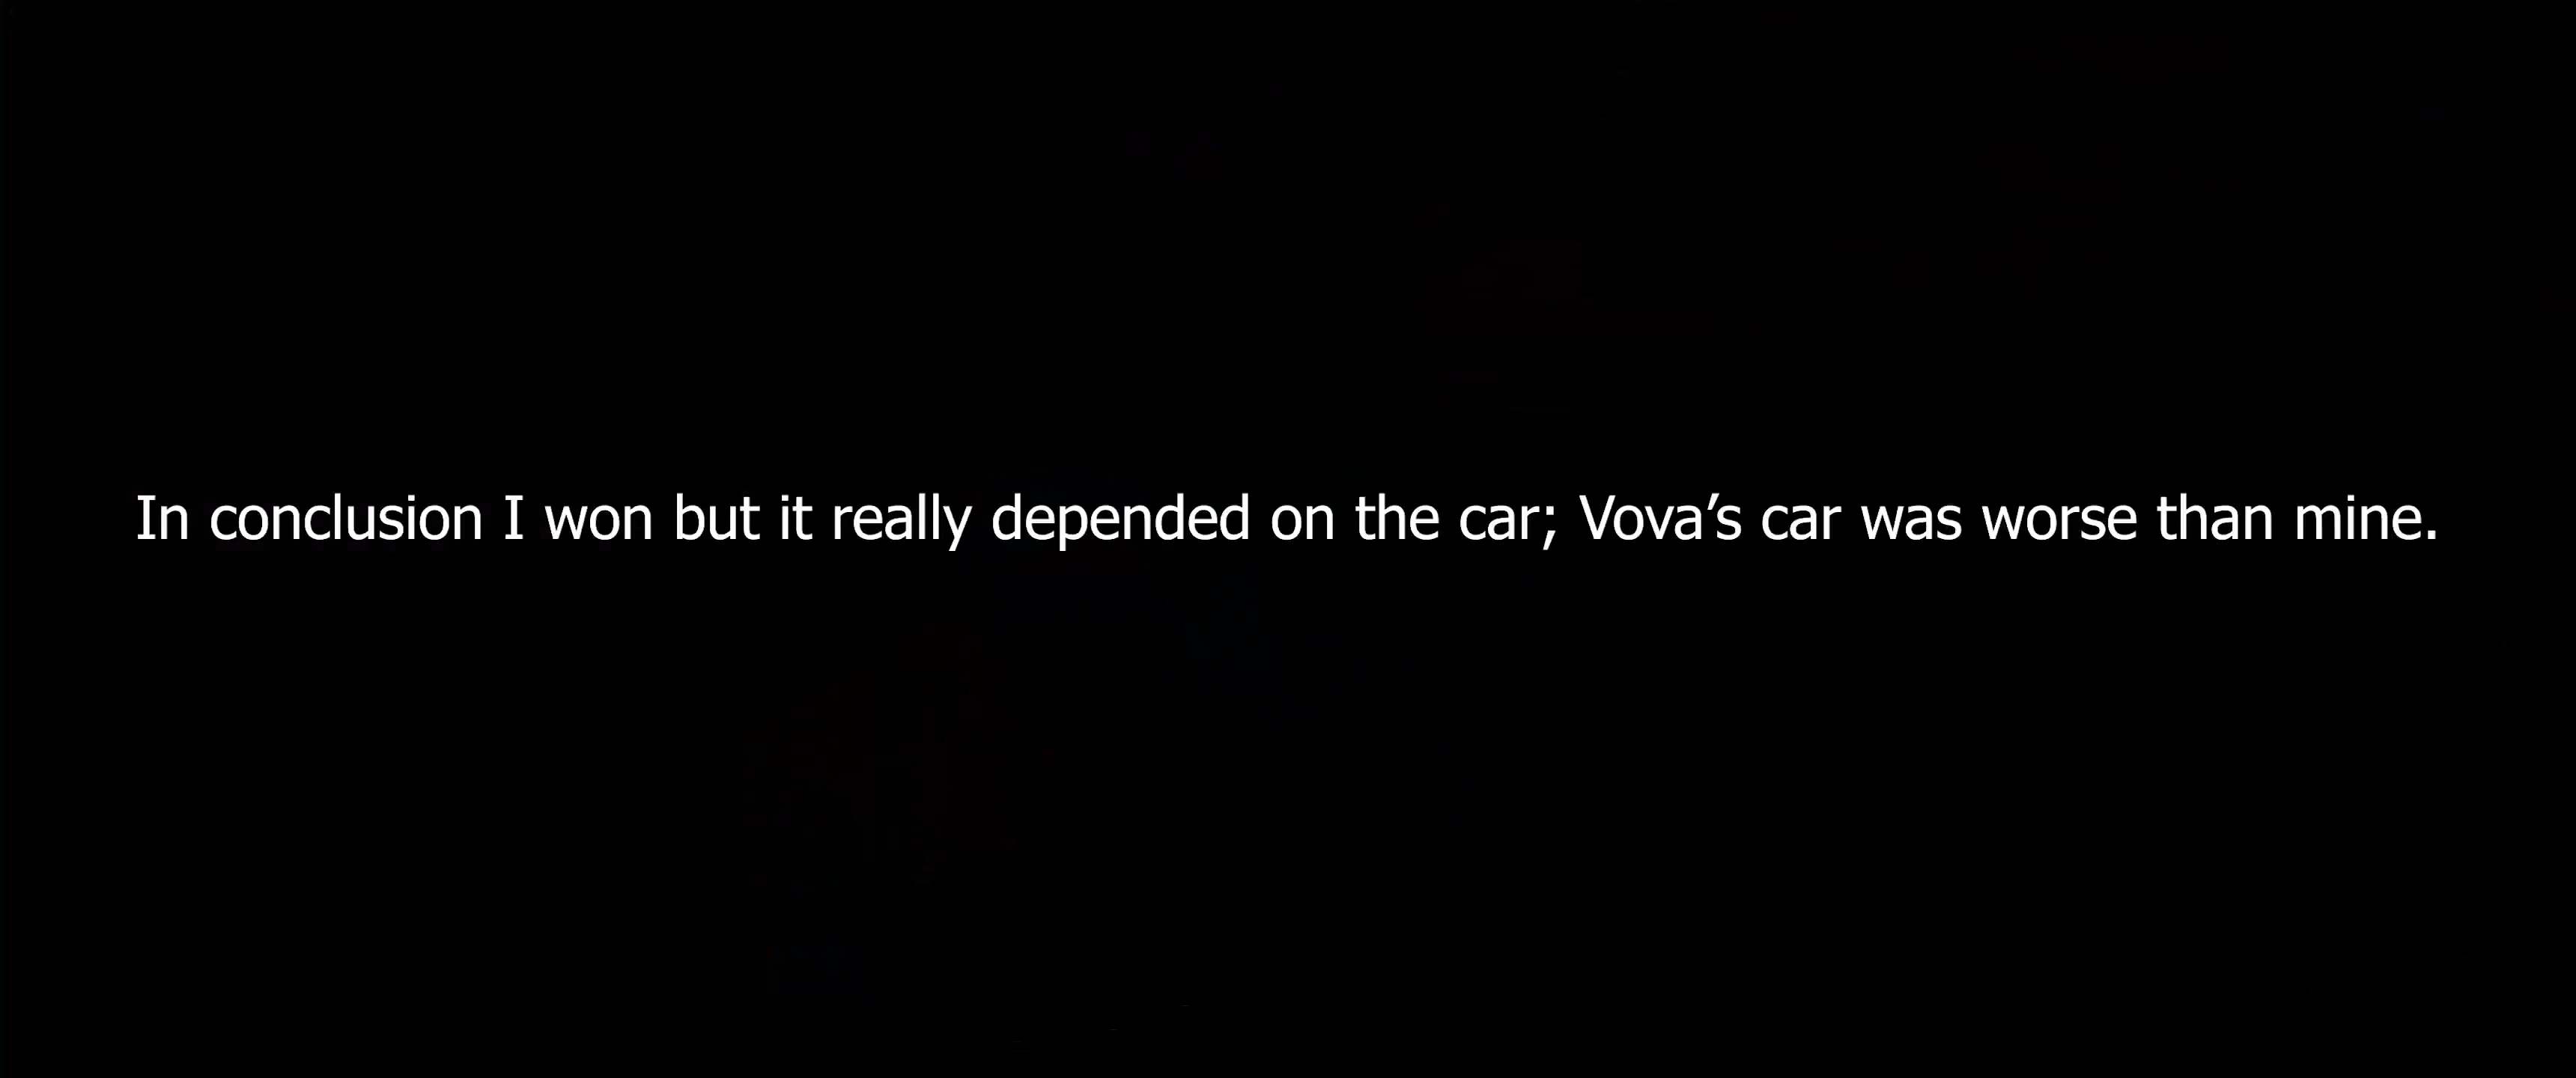 In conclusion I won but it really depended on the car; Vova’s car was worse than mine.